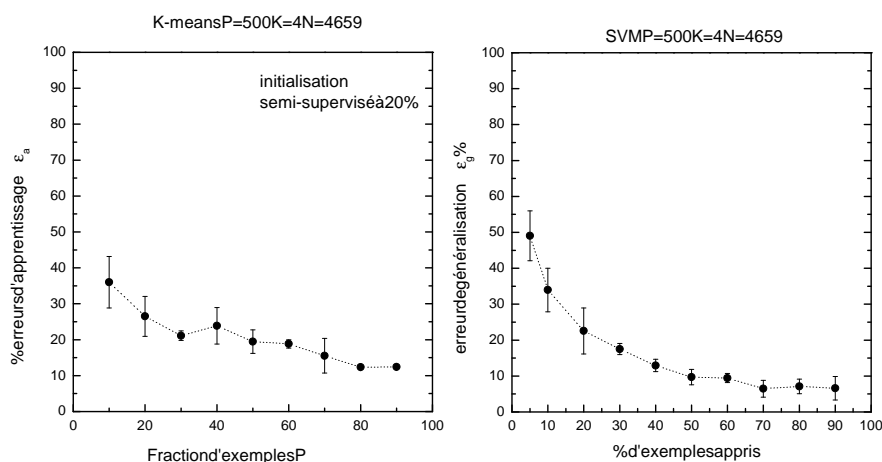 K-meansP=500K=4N=4659
initialisation
semi-superviséà20%
%erreursd'apprentissage εa
100
90
80
70
60
50
40
30
20
10
0
0 20 40 60 80 100
Fractiond'exemplesP
SVMP=500K=4N=4659
erreurdegénéralisation εg%
100
90
80
70
60
50
40
30
20
10
0
0 10 20 30 40 50 60 70 80 90 100
%d'exemplesappris